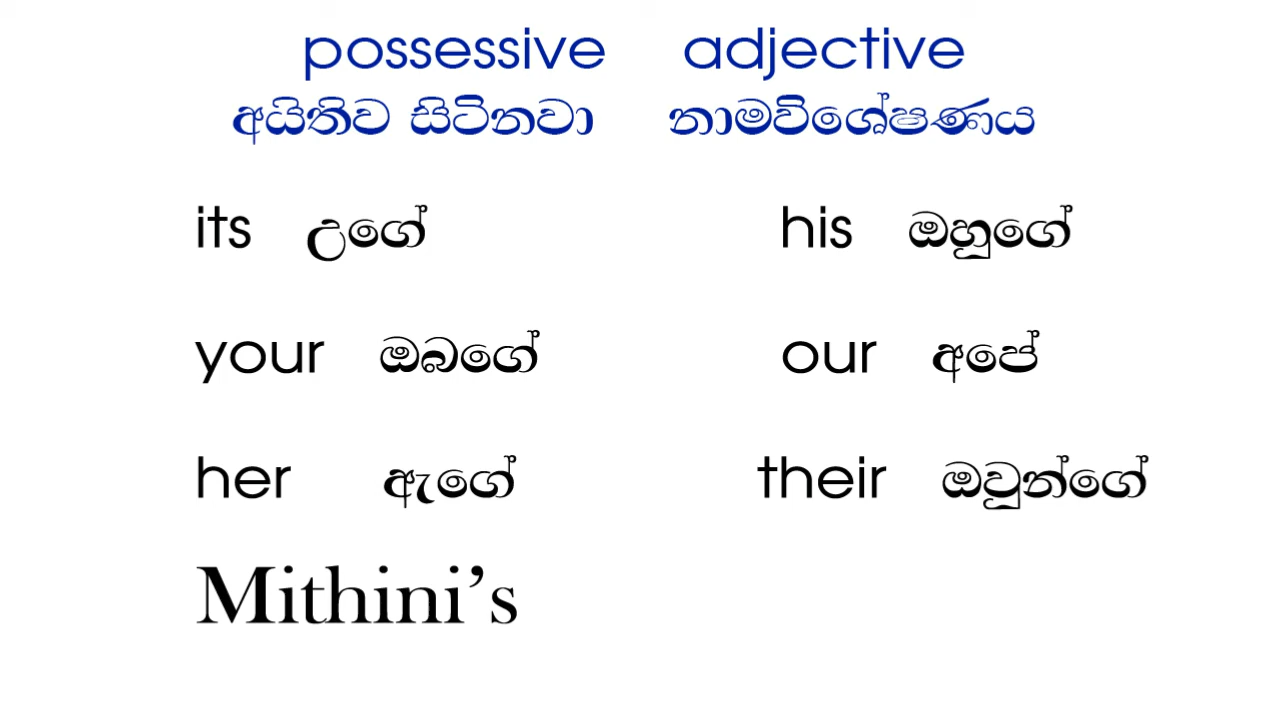 possessive adjective
අයිතිව සිටිනවා නාමවිශේෂණය
its උගේ his ඔහුගේ
your ඔබගේ our අපේ
her ඇගේ their ඔවුන්ගේ
Mithini’s